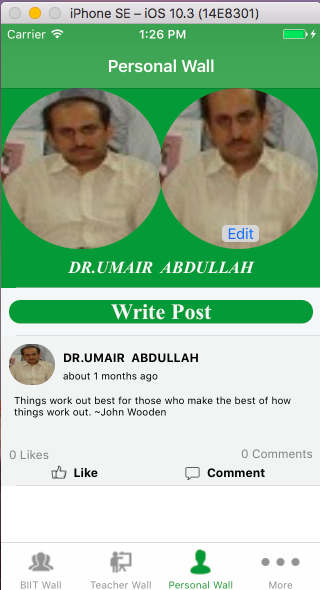 iPhone SE – iOS 10.3 (14E8301)
Carrier 1:26 PM
Personal Wall
Edit
DR.UMAIR ABDULLAH
Write Post
DR.UMAIR ABDULLAH
about 1 months ago
Things work out best for those who make the best of how
things work out. ~John Wooden
0 Likes 0 Comments
Like Comment
BIIT Wall Teacher Wall Personal Wall More